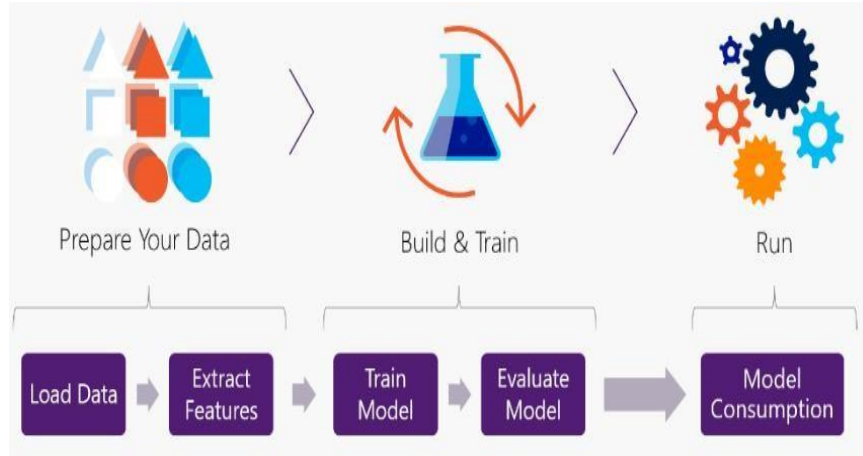 Prepare Your Data
Build & Train
Run
Load Data
Extract
Features
Train
Model
Evaluate
Model
Model
Consumption